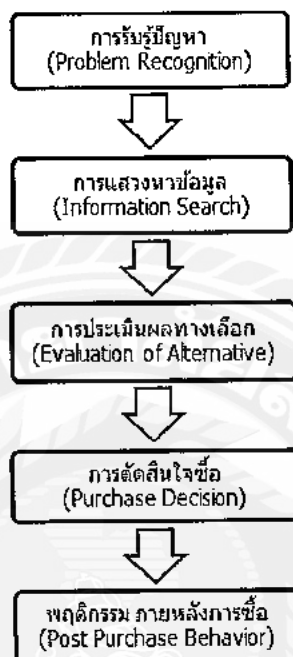 การรับรู้ปัญหา
(Problem Recognition)
การแสวงหาข้อมูล
(Information Search)
การประเมินผลทางเลือก
(Evaluation of Alternative)
การตัดสินใจซื้อ
(Purchase Decision)
พฤติกรรม ภายหลังการซื้อ
(Post Purchase Behavior)